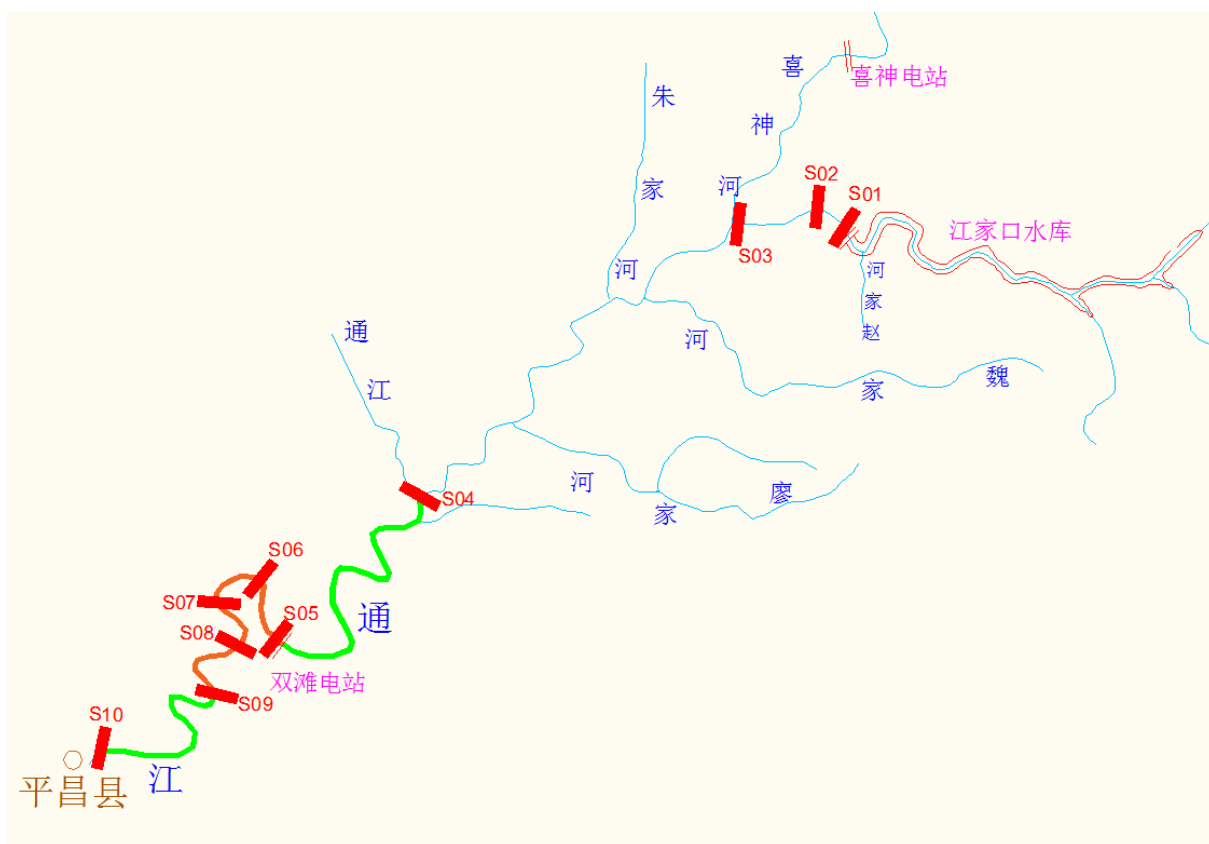 喜神河
喜神电站
朱家河
S02
S01
S03
江家口水库
河家赵
通江
河家魏
S04
河家廖
S06
S07
S05
S08
通江
双滩电站
S09
S10
平昌县